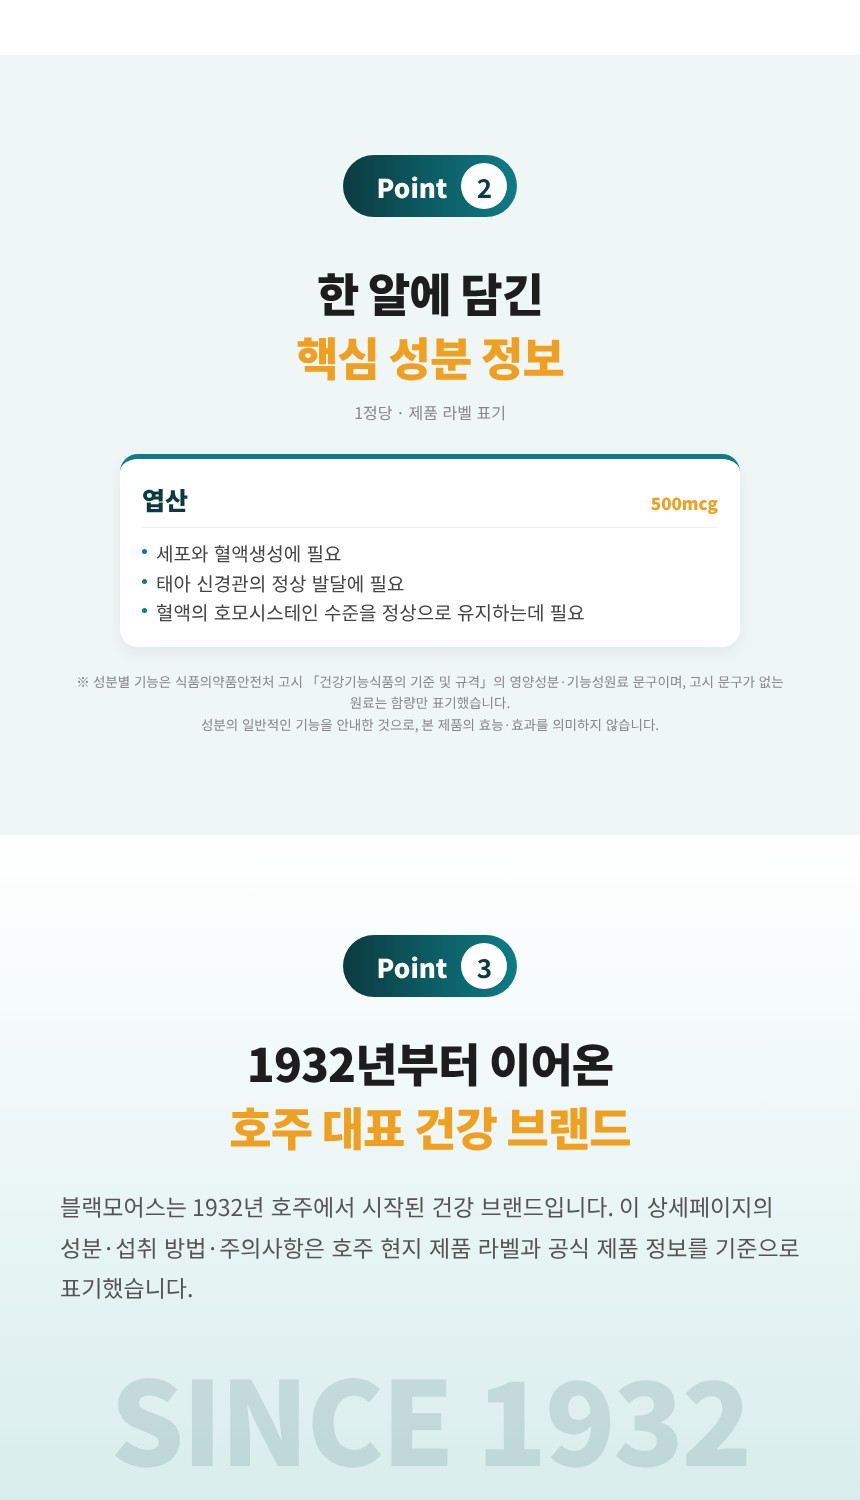 Point 2
한 알에 담긴
핵심 성분 정보
1정당 · 제품 라벨 표기
엽산 500mcg
• 세포와 혈액생성에 필요
• 태아 신경관의 정상 발달에 필요
• 혈액의 호모시스테인 수준을 정상으로 유지하는데 필요
※ 성분별 기능은 식품의약품안전처 고시 「건강기능식품의 기준 및 규격」의 영양성분·기능성원료 문구이며, 고시 문구가 없는
원료는 함량만 표기했습니다.
성분의 일반적인 기능을 안내한 것으로, 본 제품의 효능·효과를 의미하지 않습니다.
Point 3
1932년부터 이어온
호주 대표 건강 브랜드
블랙모어스는 1932년 호주에서 시작된 건강 브랜드입니다. 이 상세페이지의
성분·섭취 방법·주의사항은 호주 현지 제품 라벨과 공식 제품 정보를 기준으로
표기했습니다.
SINCE 1932